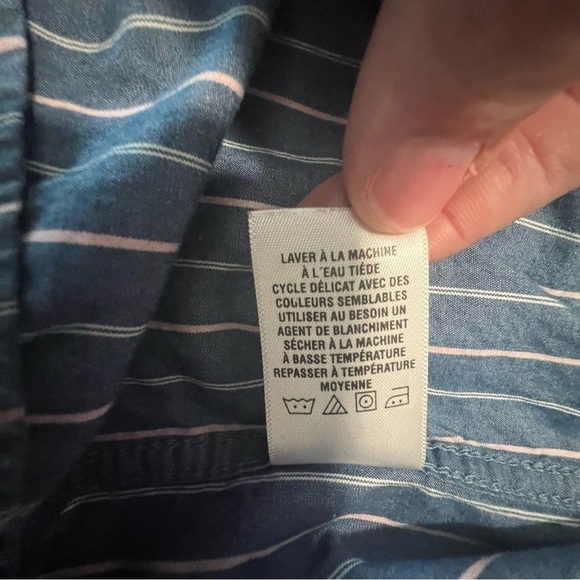 LAVER À LA MACHINE
À L'EAU TIÉDE
CYCLE DÉLICAT AVEC DES
COULEURS SEMBLABLES
UTILISER AU BESOIN UN
AGENT DE BLANCHIMENT
SÉCHER À LA MACHINE
À BASSE TEMPÉRATURE
REPASSER À TEMPÉRATURE
MOYENNE